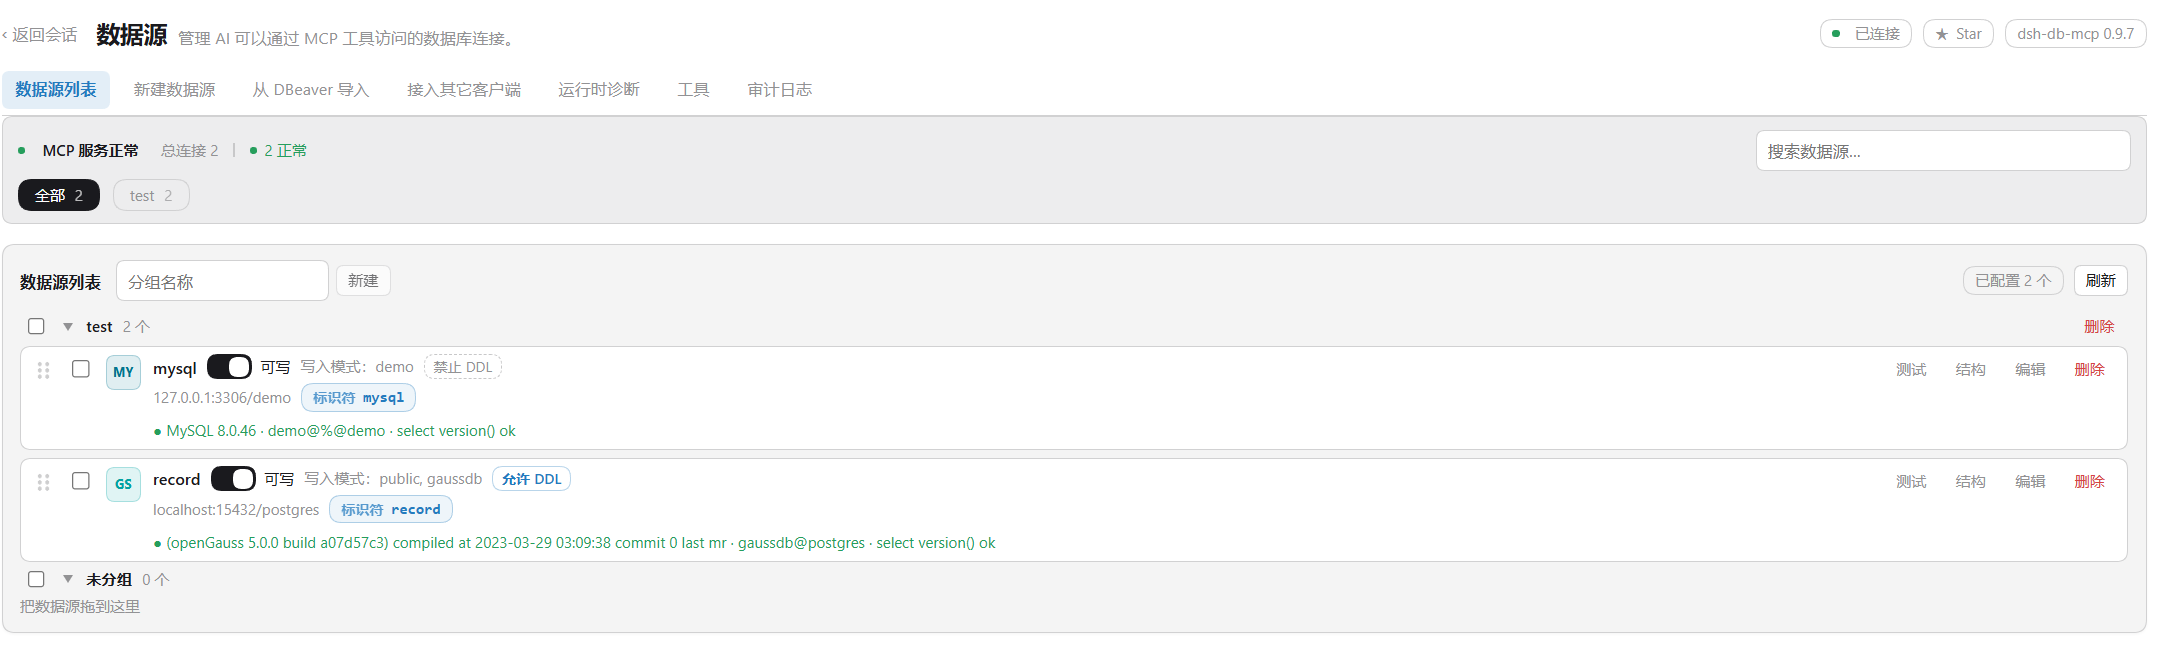 ‹ 返回会话 数据源 管理 AI 可以通过 MCP 工具访问的数据库连接。 已连接 ★ Star dsh-db-mcp 0.9.7
数据源列表 新建数据源 从 DBeaver 导入 接入其它客户端 运行时诊断 工具 审计日志
MCP 服务正常 总连接 2 | 2 正常 搜索数据源...
全部 2 test 2
数据源列表 分组名称 新建 已配置 2 个 刷新
test 2 个 删除
MY mysql 可写 写入模式：demo 禁止 DDL 测试 结构 编辑 删除
127.0.0.1:3306/demo 标识符 mysql
MySQL 8.0.46 · demo@%@demo · select version() ok
GS record 可写 写入模式：public, gaussdb 允许 DDL 测试 结构 编辑 删除
localhost:15432/postgres 标识符 record
(openGauss 5.0.0 build a07d57c3) compiled at 2023-03-29 03:09:38 commit 0 last mr · gaussdb@postgres · select version() ok
未分组 0 个
把数据源拖到这里